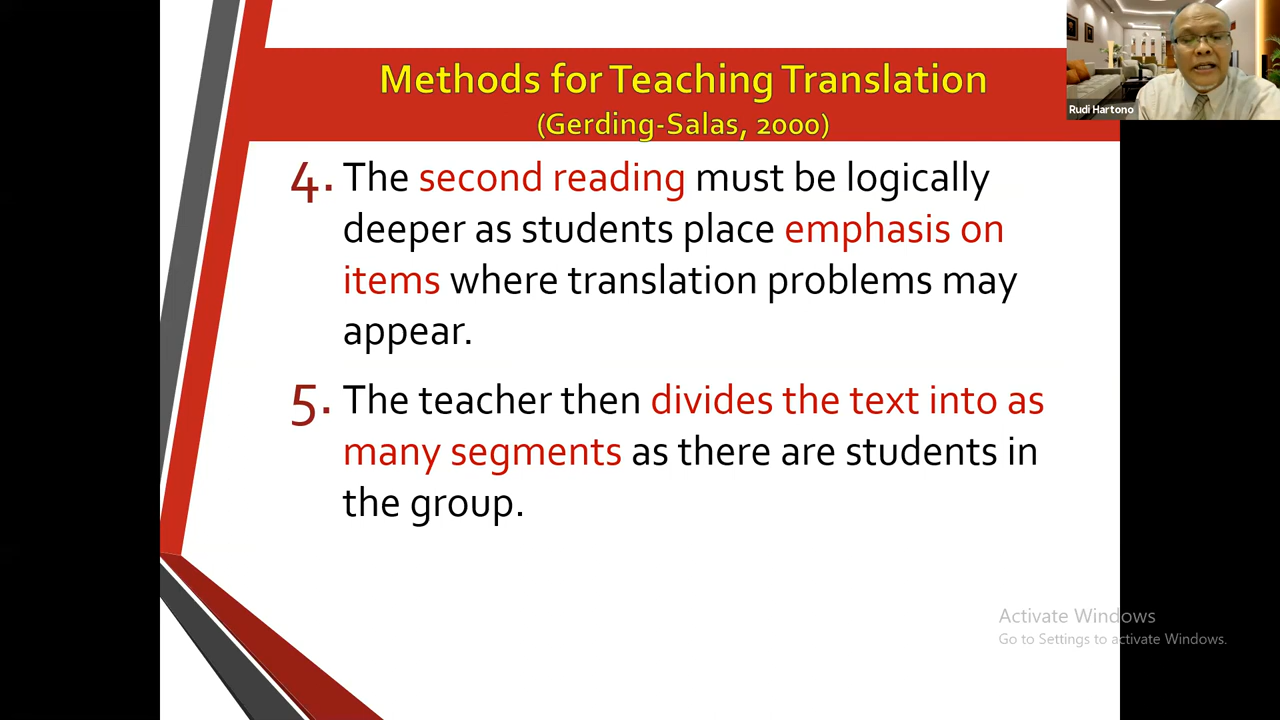 Methods for Teaching Translation
(Gerding-Salas, 2000)
Rudi Hartono
4. The second reading must be logically
deeper as students place emphasis on
items where translation problems may
appear.
5. The teacher then divides the text into as
many segments as there are students in
the group.
Activate Windows
Go to Settings to activate Windows.